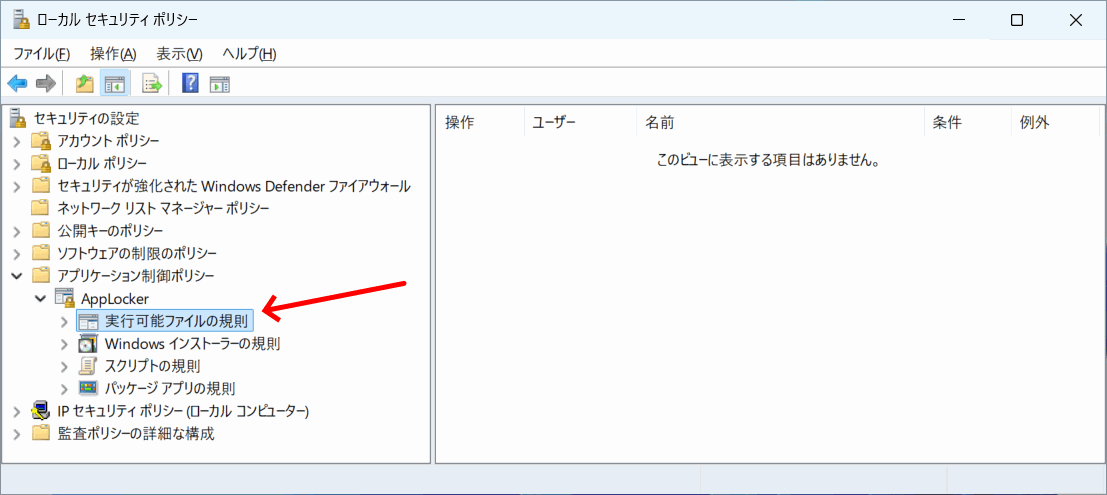 ローカル セキュリティ ポリシー
ファイル(F) 操作(A) 表示(V) ヘルプ(H)
セキュリティの設定
アカウント ポリシー
ローカル ポリシー
セキュリティが強化された Windows Defender ファイアウォール
ネットワーク リスト マネージャー ポリシー
公開キーのポリシー
ソフトウェアの制限のポリシー
アプリケーション制御ポリシー
AppLocker
実行可能ファイルの規則
Windows インストーラーの規則
スクリプトの規則
パッケージ アプリの規則
IP セキュリティ ポリシー (ローカル コンピューター)
監査ポリシーの詳細な構成
操作 ユーザー 名前 条件 例外
このビューに表示する項目はありません。